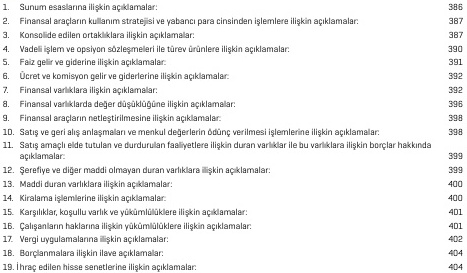 1. Sunum esaslarına ilişkin açıklamalar: 386
2. Finansal araçların kullanım stratejisi ve yabancı para cinsinden işlemlere ilişkin açıklamalar: 387
3. Konsolide edilen ortaklıklara ilişkin açıklamalar: 387
4. Vadeli işlem ve opsiyon sözleşmeleri ile türev ürünlere ilişkin açıklamalar: 390
5. Faiz gelir ve giderine ilişkin açıklamalar: 391
6. Ücret ve komisyon gelir ve giderlerine ilişkin açıklamalar: 392
7. Finansal varlıklara ilişkin açıklamalar: 392
8. Finansal varlıklarda değer düşüklüğüne ilişkin açıklamalar: 396
9. Finansal araçların netleştirilmesine ilişkin açıklamalar: 398
10. Satış ve geri alış anlaşmaları ve menkul değerlerin ödünç verilmesi işlemlerine ilişkin açıklamalar: 398
11. Satış amaçlı elde tutulan ve durdurulan faaliyetlere ilişkin duran varlıklar ile bu varlıklara ilişkin borçlar hakkında
açıklamalar: 399
12. Şerefiye ve diğer maddi olmayan duran varlıklara ilişkin açıklamalar: 399
13. Maddi duran varlıklara ilişkin açıklamalar: 400
14. Kiralama işlemlerine ilişkin açıklamalar: 400
15. Karşılıklar, koşullu varlık ve yükümlülüklere ilişkin açıklamalar: 401
16. Çalışanların haklarına ilişkin yükümlülüklere ilişkin açıklamalar: 401
17. Vergi uygulamalarına ilişkin açıklamalar: 402
18. Borçlanmalara ilişkin ilave açıklamalar: 404
19. İhraç edilen hisse senetlerine ilişkin açıklamalar: 404